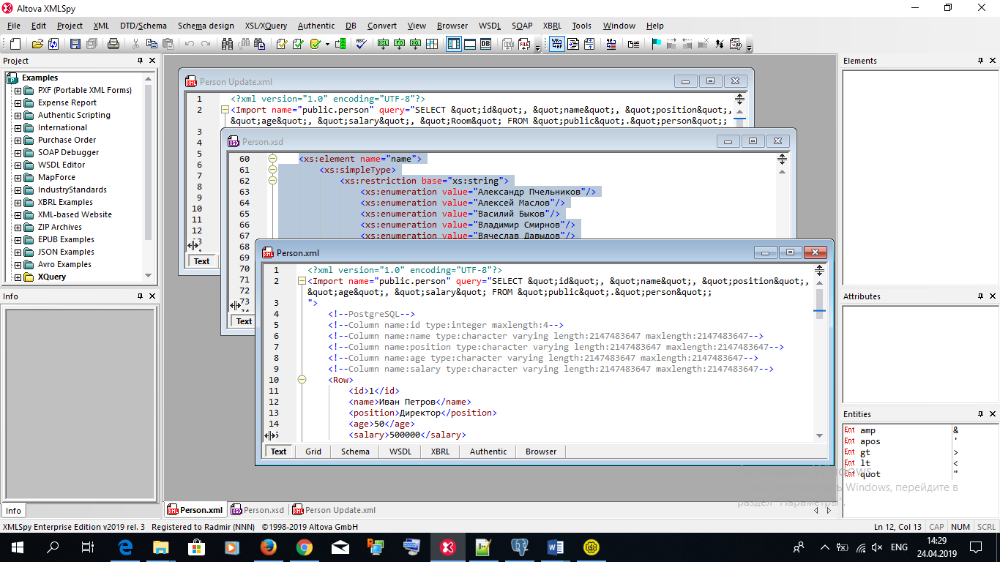 Altova XMLSpy
File Edit Project XML DTD/Schema Schema design XSL/XQuery Authentic DB Convert View Browser WSDL SOAP XBRL Tools Window Help
Project
Examples
PXF (Portable XML Forms)
Expense Report
Authentic Scripting
International
Purchase Order
SOAP Debugger
WSDL Editor
MapForce
IndustryStandards
XBRL Examples
XML-based Website
ZIP Archives
EPUB Examples
JSON Examples
Avro Examples
XQuery
Info
Info
Person Update.xml
1 <?xml version="1.0" encoding="UTF-8"?>
2 <Import name="public.person" query="SELECT &quot;id&quot;, &quot;name&quot;, &quot;position&quot;,
&quot;age&quot;, &quot;salary&quot;, &quot;Room&quot; FROM &quot;public&quot;.&quot;person&quot;;
3
4
5
6
7
8
9
10
11
12
13
Text
Person.xsd
60 <xs:element name="name">
61 <xs:simpleType>
62 <xs:restriction base="xs:string">
63 <xs:enumeration value="Александр Пчельников"/>
64 <xs:enumeration value="Алексей Маслов"/>
65 <xs:enumeration value="Василий Быков"/>
66 <xs:enumeration value="Владимир Смирнов"/>
67 <xs:enumeration value="Вячеслав Давыдов"/>
68
69
70
71
72
73
Text
Person.xml
1 <?xml version="1.0" encoding="UTF-8"?>
2 <Import name="public.person" query="SELECT &quot;id&quot;, &quot;name&quot;, &quot;position&quot;,
&quot;age&quot;, &quot;salary&quot; FROM &quot;public&quot;.&quot;person&quot;;
3 ">
4 <!--PostgreSQL-->
5 <!--Column name:id type:integer maxlength:4-->
6 <!--Column name:name type:character varying length:2147483647 maxlength:2147483647-->
7 <!--Column name:position type:character varying length:2147483647 maxlength:2147483647-->
8 <!--Column name:age type:character varying length:2147483647 maxlength:2147483647-->
9 <!--Column name:salary type:character varying length:2147483647 maxlength:2147483647-->
10 <Row>
11 <id>1</id>
12 <name>Иван Петров</name>
13 <position>Директор</position>
14 <age>50</age>
<salary>500000</salary>
Text Grid Schema WSDL XBRL Authentic Browser
Person.xml Person.xsd Person Update.xml
Elements
Attributes
Entities
Ent amp &
Ent apos '
Ent gt >
Ent lt <
Ent quot "
Windows, перейдите в
раздел "Параметры".
XMLSpy Enterprise Edition v2019 rel. 3 Registered to Radmir (NNN) ©1998-2019 Altova GmbH
Ln 12, Col 13 CAP NUM SCRL
ENG
14:29
24.04.2019